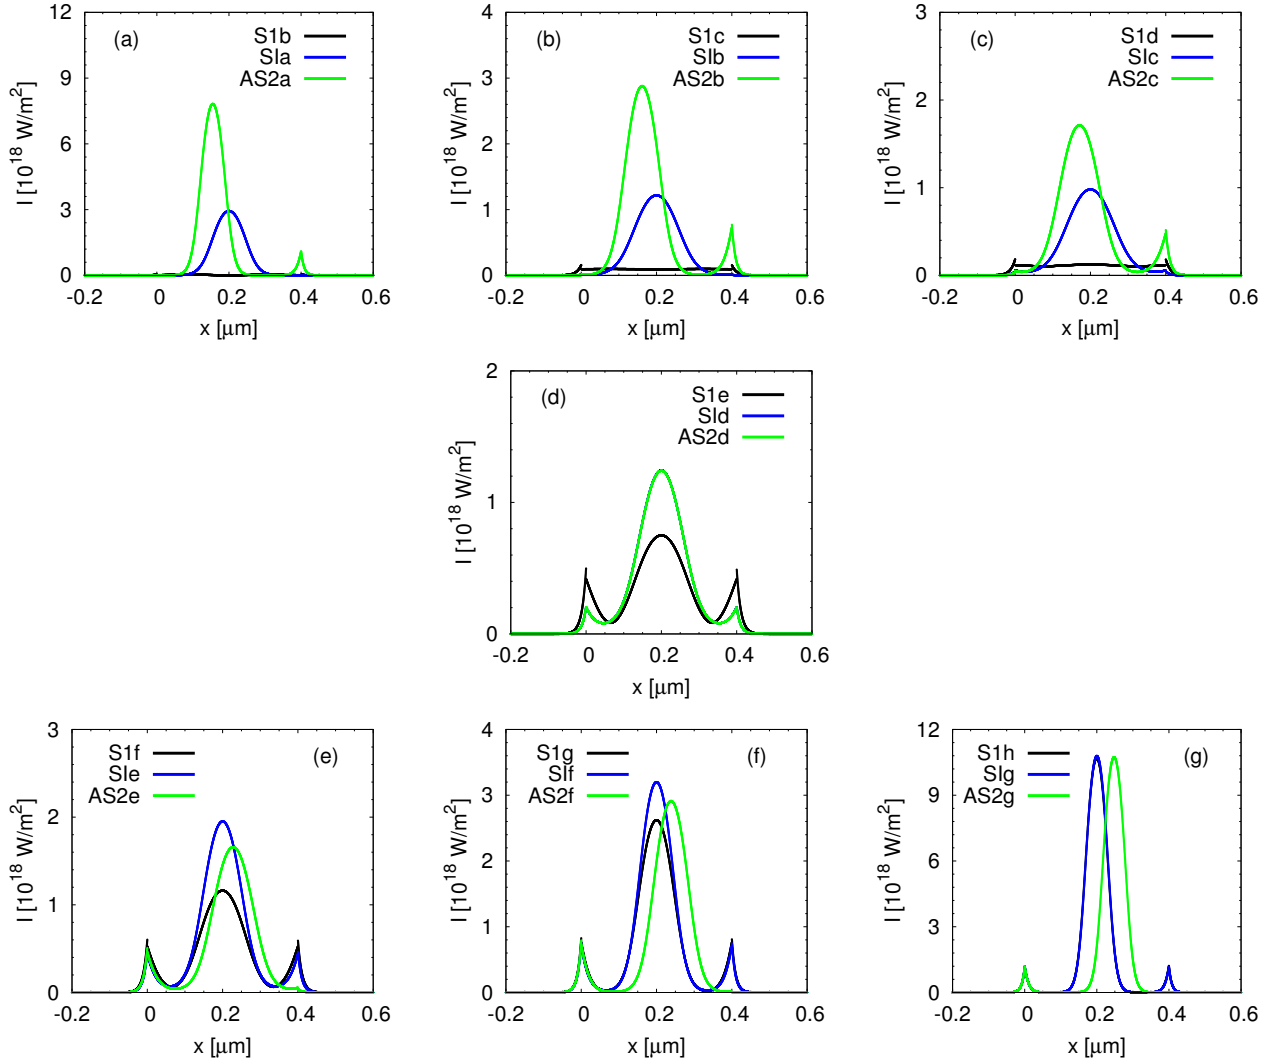 (a)
S1b
SIa
AS2a
12
9
6
3
0
I [10^18 W/m^2]
-0.2 0 0.2 0.4 0.6
x [μm]
(b)
S1c
SIb
AS2b
4
3
2
1
0
I [10^18 W/m^2]
-0.2 0 0.2 0.4 0.6
x [μm]
(c)
S1d
SIc
AS2c
3
2
1
0
I [10^18 W/m^2]
-0.2 0 0.2 0.4 0.6
x [μm]
(d)
S1e
SId
AS2d
2
1
0
I [10^18 W/m^2]
-0.2 0 0.2 0.4 0.6
x [μm]
(e)
S1f
SIe
AS2e
3
2
1
0
I [10^18 W/m^2]
-0.2 0 0.2 0.4 0.6
x [μm]
(f)
S1g
SIf
AS2f
4
3
2
1
0
I [10^18 W/m^2]
-0.2 0 0.2 0.4 0.6
x [μm]
(g)
S1h
SIg
AS2g
12
9
6
3
0
I [10^18 W/m^2]
-0.2 0 0.2 0.4 0.6
x [μm]